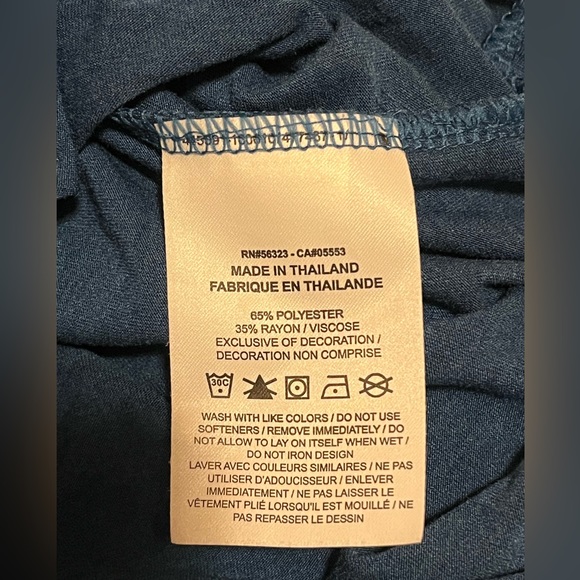 RN#56323 - CA#05553
MADE IN THAILAND
FABRIQUE EN THAILANDE
65% POLYESTER
35% RAYON / VISCOSE
EXCLUSIVE OF DECORATION /
DECORATION NON COMPRISE
30C
WASH WITH LIKE COLORS / DO NOT USE
SOFTENERS / REMOVE IMMEDIATELY / DO
NOT ALLOW TO LAY ON ITSELF WHEN WET /
DO NOT IRON DESIGN
LAVER AVEC COULEURS SIMILAIRES / NE PAS
UTILISER D'ADOUCISSEUR / ENLEVER
IMMEDIATEMENT / NE PAS LAISSER LE
VÊTEMENT PLIÉ LORSQU'IL EST MOUILLÉ / NE
PAS REPASSER LE DESSIN